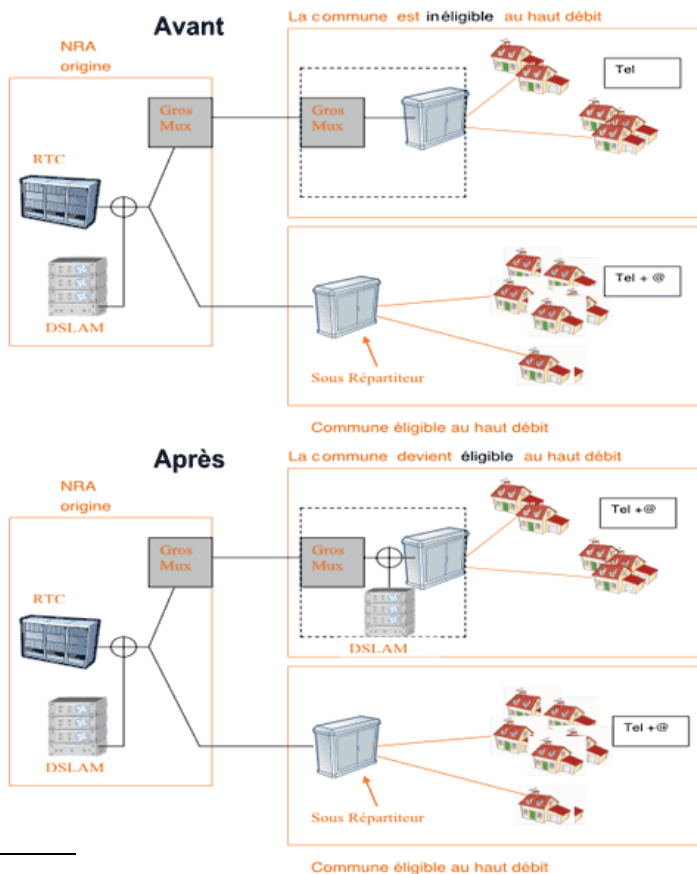 Avant
La commune est inéligible au haut débit
NRA
origine
Gros
Mux
Gros
Mux
Tel
RTC
DSLAM
Tel + @
Sous Répartiteur
Commune éligible au haut débit
Après
La commune devient éligible au haut débit
NRA
origine
Gros
Mux
Gros
Mux
Tel +@
RTC
DSLAM
DSLAM
Tel +@
Sous Répartiteur
Commune éligible au haut débit